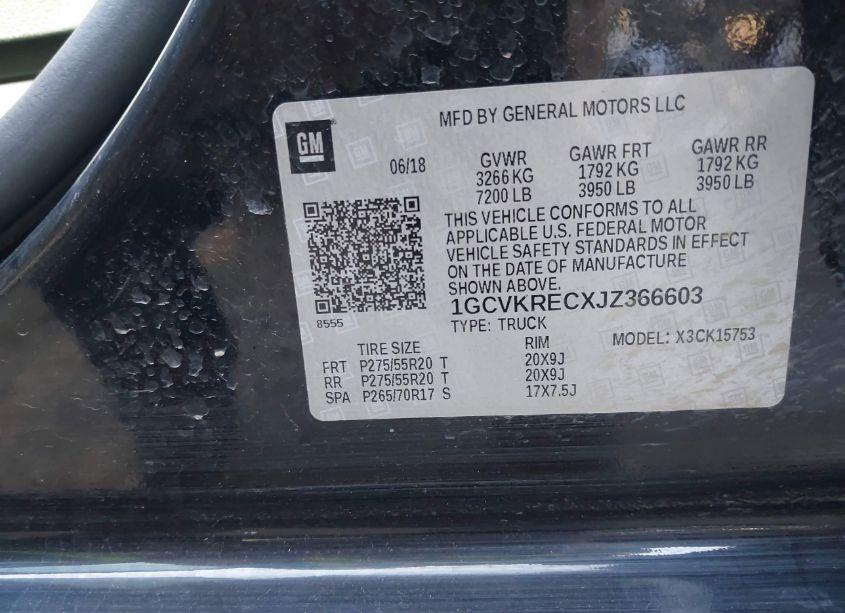 MFD BY GENERAL MOTORS LLC
GM
06/18 GVWR GAWR FRT GAWR RR
3266 KG 1792 KG 1792 KG
7200 LB 3950 LB 3950 LB
THIS VEHICLE CONFORMS TO ALL
APPLICABLE U.S. FEDERAL MOTOR
VEHICLE SAFETY STANDARDS IN EFFECT
ON THE DATE OF MANUFACTURE
SHOWN ABOVE.
1GCVKRECXJZ366603
8555
TYPE: TRUCK
MODEL: X3CK15753
TIRE SIZE RIM
FRT P275/55R20 T 20X9J
RR P275/55R20 T 20X9J
SPA P265/70R17 S 17X7.5J